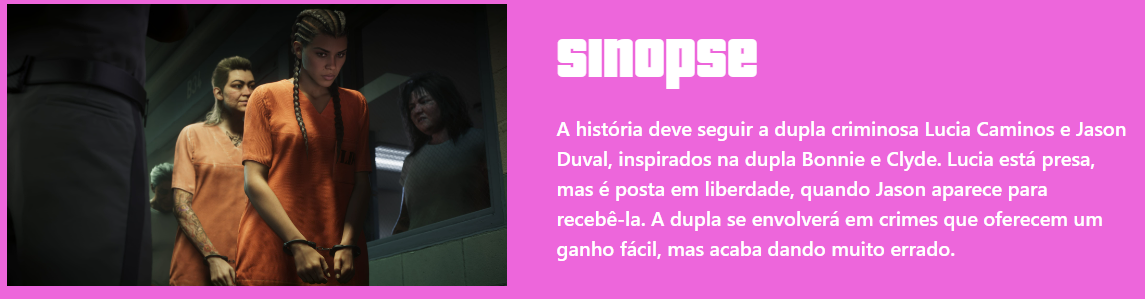 sinopse
A história deve seguir a dupla criminosa Lucia Caminos e Jason
Duval, inspirados na dupla Bonnie e Clyde. Lucia está presa,
mas é posta em liberdade, quando Jason aparece para
recebê-la. A dupla se envolverá em crimes que oferecem um
ganho fácil, mas acaba dando muito errado.